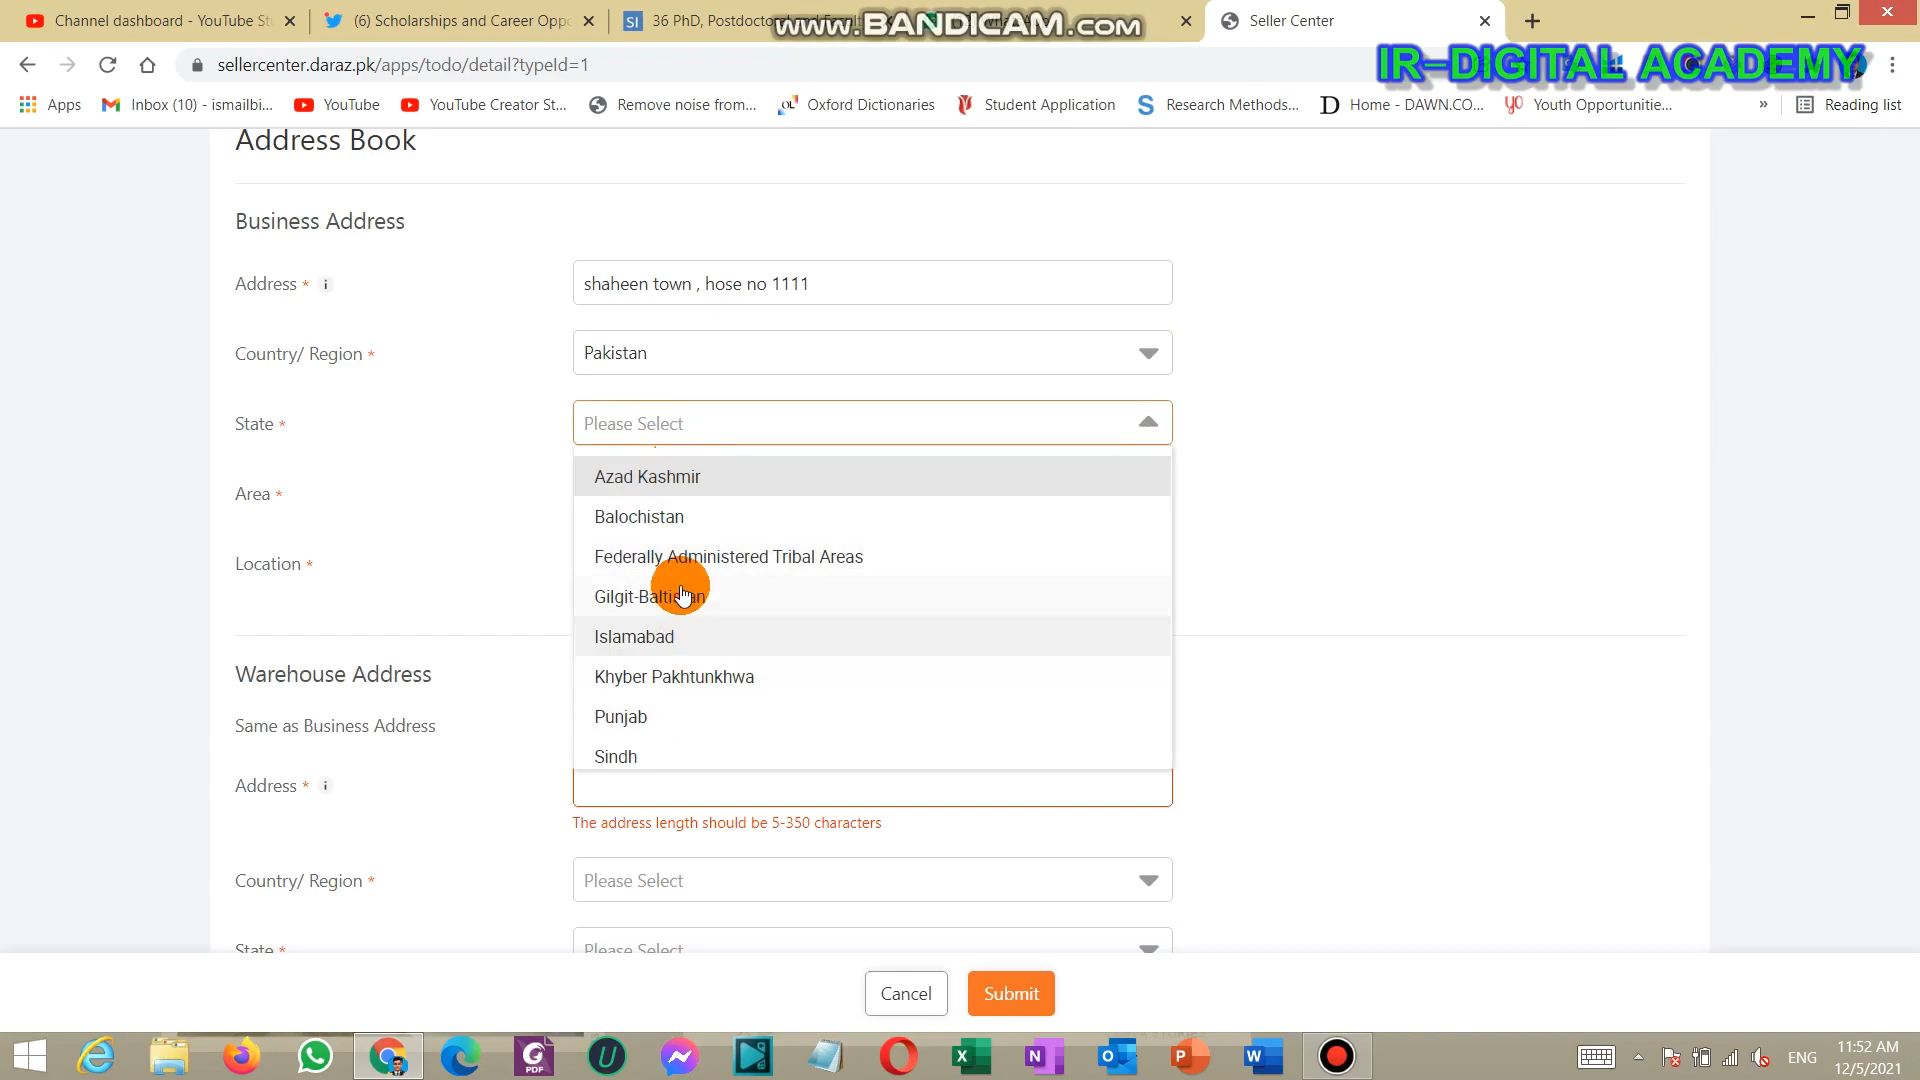 Channel dashboard - YouTube St
(6) Scholarships and Career Oppo
36 PhD, Postdoctoral and Facult
Seller Center
www.BANDICAM.com
sellercenter.daraz.pk/apps/todo/detail?typeId=1
IR-DIGITAL ACADEMY
Apps
Inbox (10) - ismailbi...
YouTube
YouTube Creator St...
Remove noise from...
Oxford Dictionaries
Student Application
Research Methods...
Home - DAWN.CO...
Youth Opportunitie...
»
Reading list
Address Book
Business Address
Address * i
shaheen town , hose no 1111
Country/ Region *
Pakistan
State *
Please Select
Azad Kashmir
Balochistan
Area *
Federally Administered Tribal Areas
Location *
Gilgit-Baltistan
Islamabad
Khyber Pakhtunkhwa
Punjab
Sindh
Warehouse Address
Same as Business Address
Address * i
The address length should be 5-350 characters
Country/ Region *
Please Select
State *
Please Select
Cancel
Submit
ENG
11:52 AM
12/5/2021